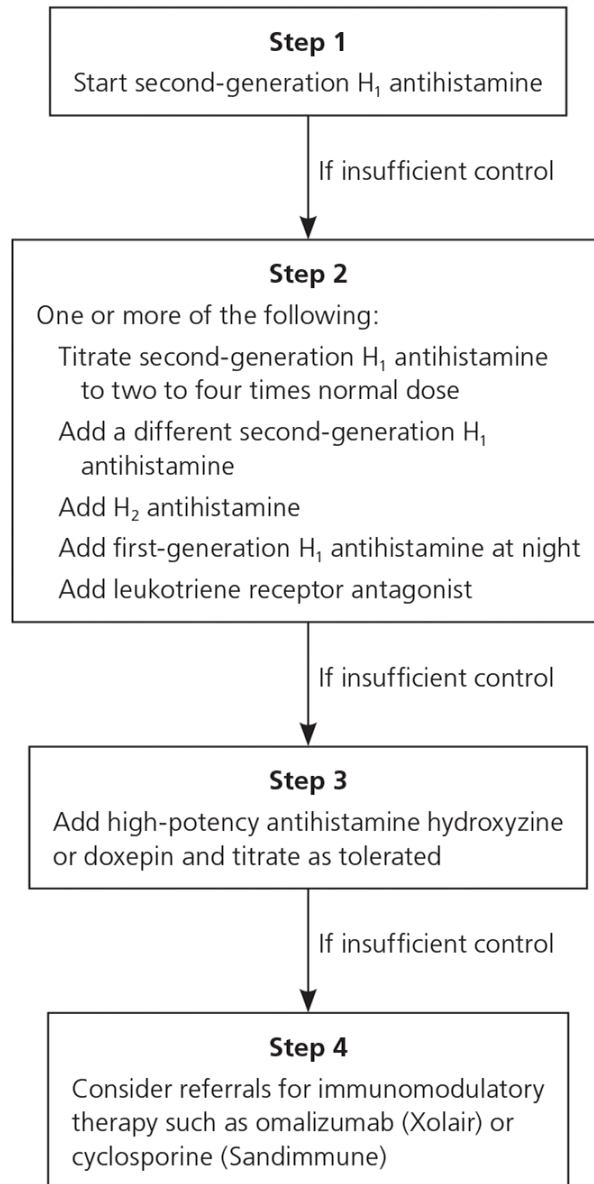 Step 1
Start second-generation H₁ antihistamine
If insufficient control
Step 2
One or more of the following:
Titrate second-generation H₁ antihistamine
to two to four times normal dose
Add a different second-generation H₁
antihistamine
Add H₂ antihistamine
Add first-generation H₁ antihistamine at night
Add leukotriene receptor antagonist
If insufficient control
Step 3
Add high-potency antihistamine hydroxyzine
or doxepin and titrate as tolerated
If insufficient control
Step 4
Consider referrals for immunomodulatory
therapy such as omalizumab (Xolair) or
cyclosporine (Sandimmune)